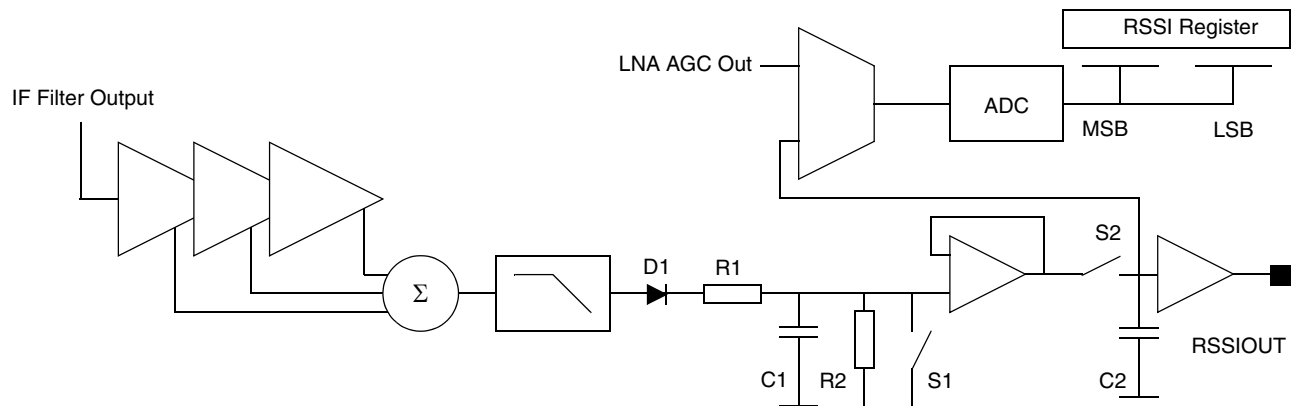 RSSI Register
LNA AGC Out
IF Filter Output
ADC
MSB
LSB
S2
D1
R1
Σ
RSSIOUT
C1
R2
S1
C2